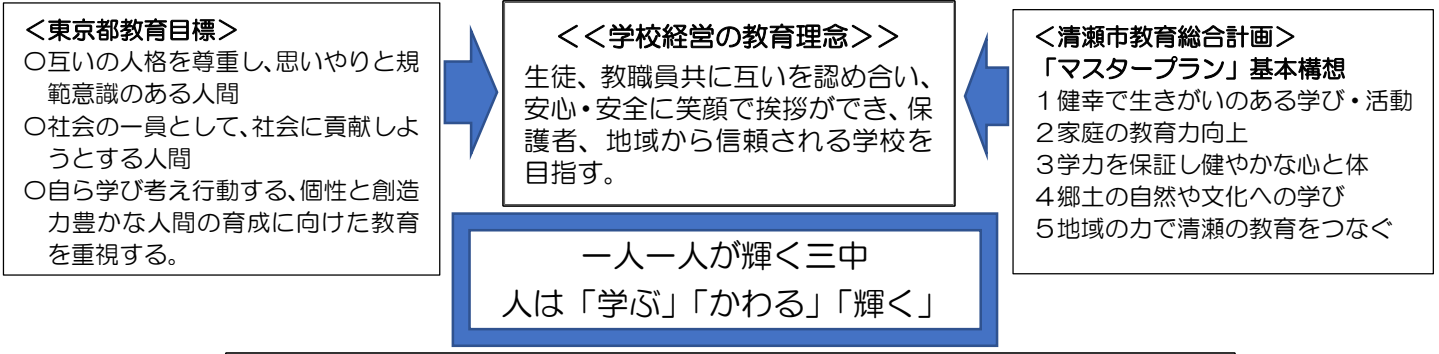 ＜東京都教育目標＞
○互いの人格を尊重し、思いやりと規
範意識のある人間
○社会の一員として、社会に貢献しよ
うとする人間
○自ら学び考え行動する、個性と創造
力豊かな人間の育成に向けた教育
を重視する。
＜＜学校経営の教育理念＞＞
生徒、教職員共に互いを認め合い、
安心・安全に笑顔で挨拶ができ、保
護者、地域から信頼される学校を
目指す。
＜清瀬市教育総合計画＞
「マスタープラン」基本構想
１健幸で生きがいのある学び・活動
２家庭の教育力向上
３学力を保証し健やかな心と体
４郷土の自然や文化への学び
５地域の力で清瀬の教育をつなぐ
一人一人が輝く三中
人は「学ぶ」「かわる」「輝く」